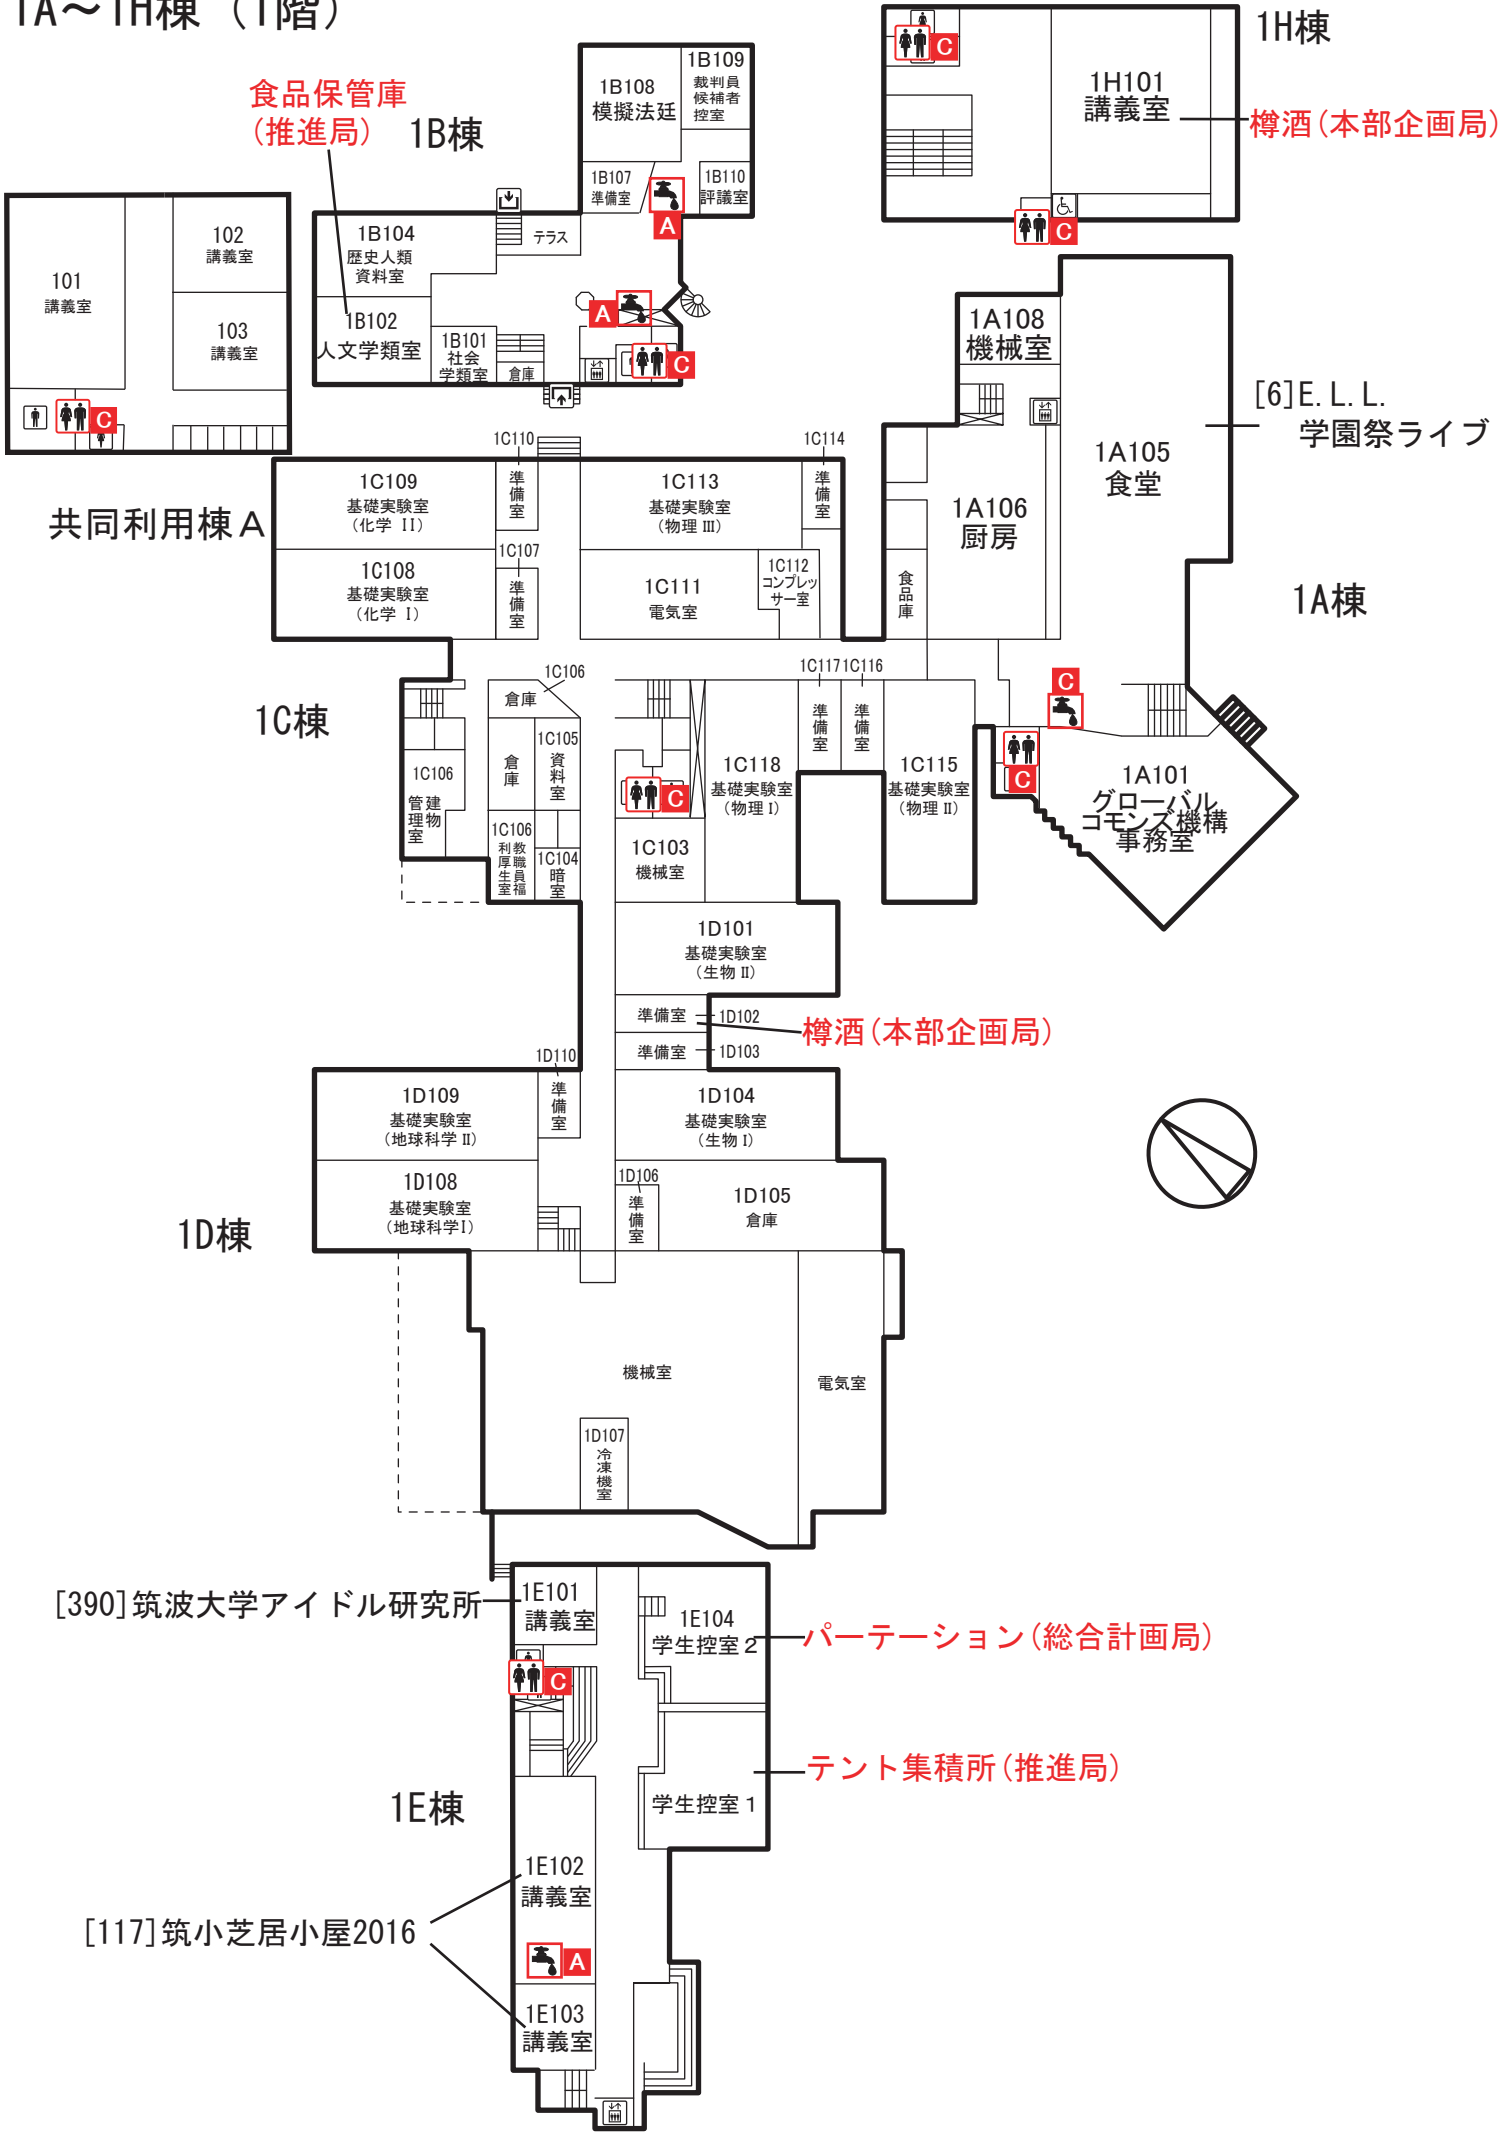 1A～1H棟（1階）
1H棟
C
1H101
講義室
樽酒(本部企画局)
C
食品保管庫
(推進局)
1B棟
1B108
模擬法廷
1B109
裁判員
候補者
控室
1B107
準備室
1B110
評議室
A
1B104
歴史人類
資料室
テラス
1B102
人文学類室
1B101
社会
学類室
倉庫
A
C
101
講義室
102
講義室
103
講義室
C
共同利用棟A
1A108
機械室
[6]E.L.L.
学園祭ライブ
1A105
食堂
1A106
厨房
食品庫
1A棟
C
C
1A101
グローバル
コモンズ機構
事務室
1C110
1C114
1C109
基礎実験室
(化学 II)
準備室
1C113
基礎実験室
(物理 III)
準備室
1C107
1C108
基礎実験室
(化学 I)
準備室
1C111
電気室
1C112
コンプレッ
サー室
1C棟
1C106
倉庫
1C117
1C116
準備室
準備室
1C105
資料室
倉庫
1C106
建物
管理室
1C106
教職員福
利厚生室
1C104
暗室
C
1C103
機械室
1C118
基礎実験室
(物理 I)
1C115
基礎実験室
(物理 II)
1D101
基礎実験室
(生物 II)
準備室
1D102
樽酒(本部企画局)
準備室
1D103
1D110
準備室
1D109
基礎実験室
(地球科学 II)
1D104
基礎実験室
(生物 I)
1D108
基礎実験室
(地球科学I)
1D106
準備室
1D105
倉庫
1D棟
機械室
電気室
1D107
冷凍機室
[390]筑波大学アイドル研究所
1E101
講義室
C
1E104
学生控室2
パーテーション(総合計画局)
テント集積所(推進局)
学生控室1
1E棟
1E102
講義室
[117]筑小芝居小屋2016
A
1E103
講義室